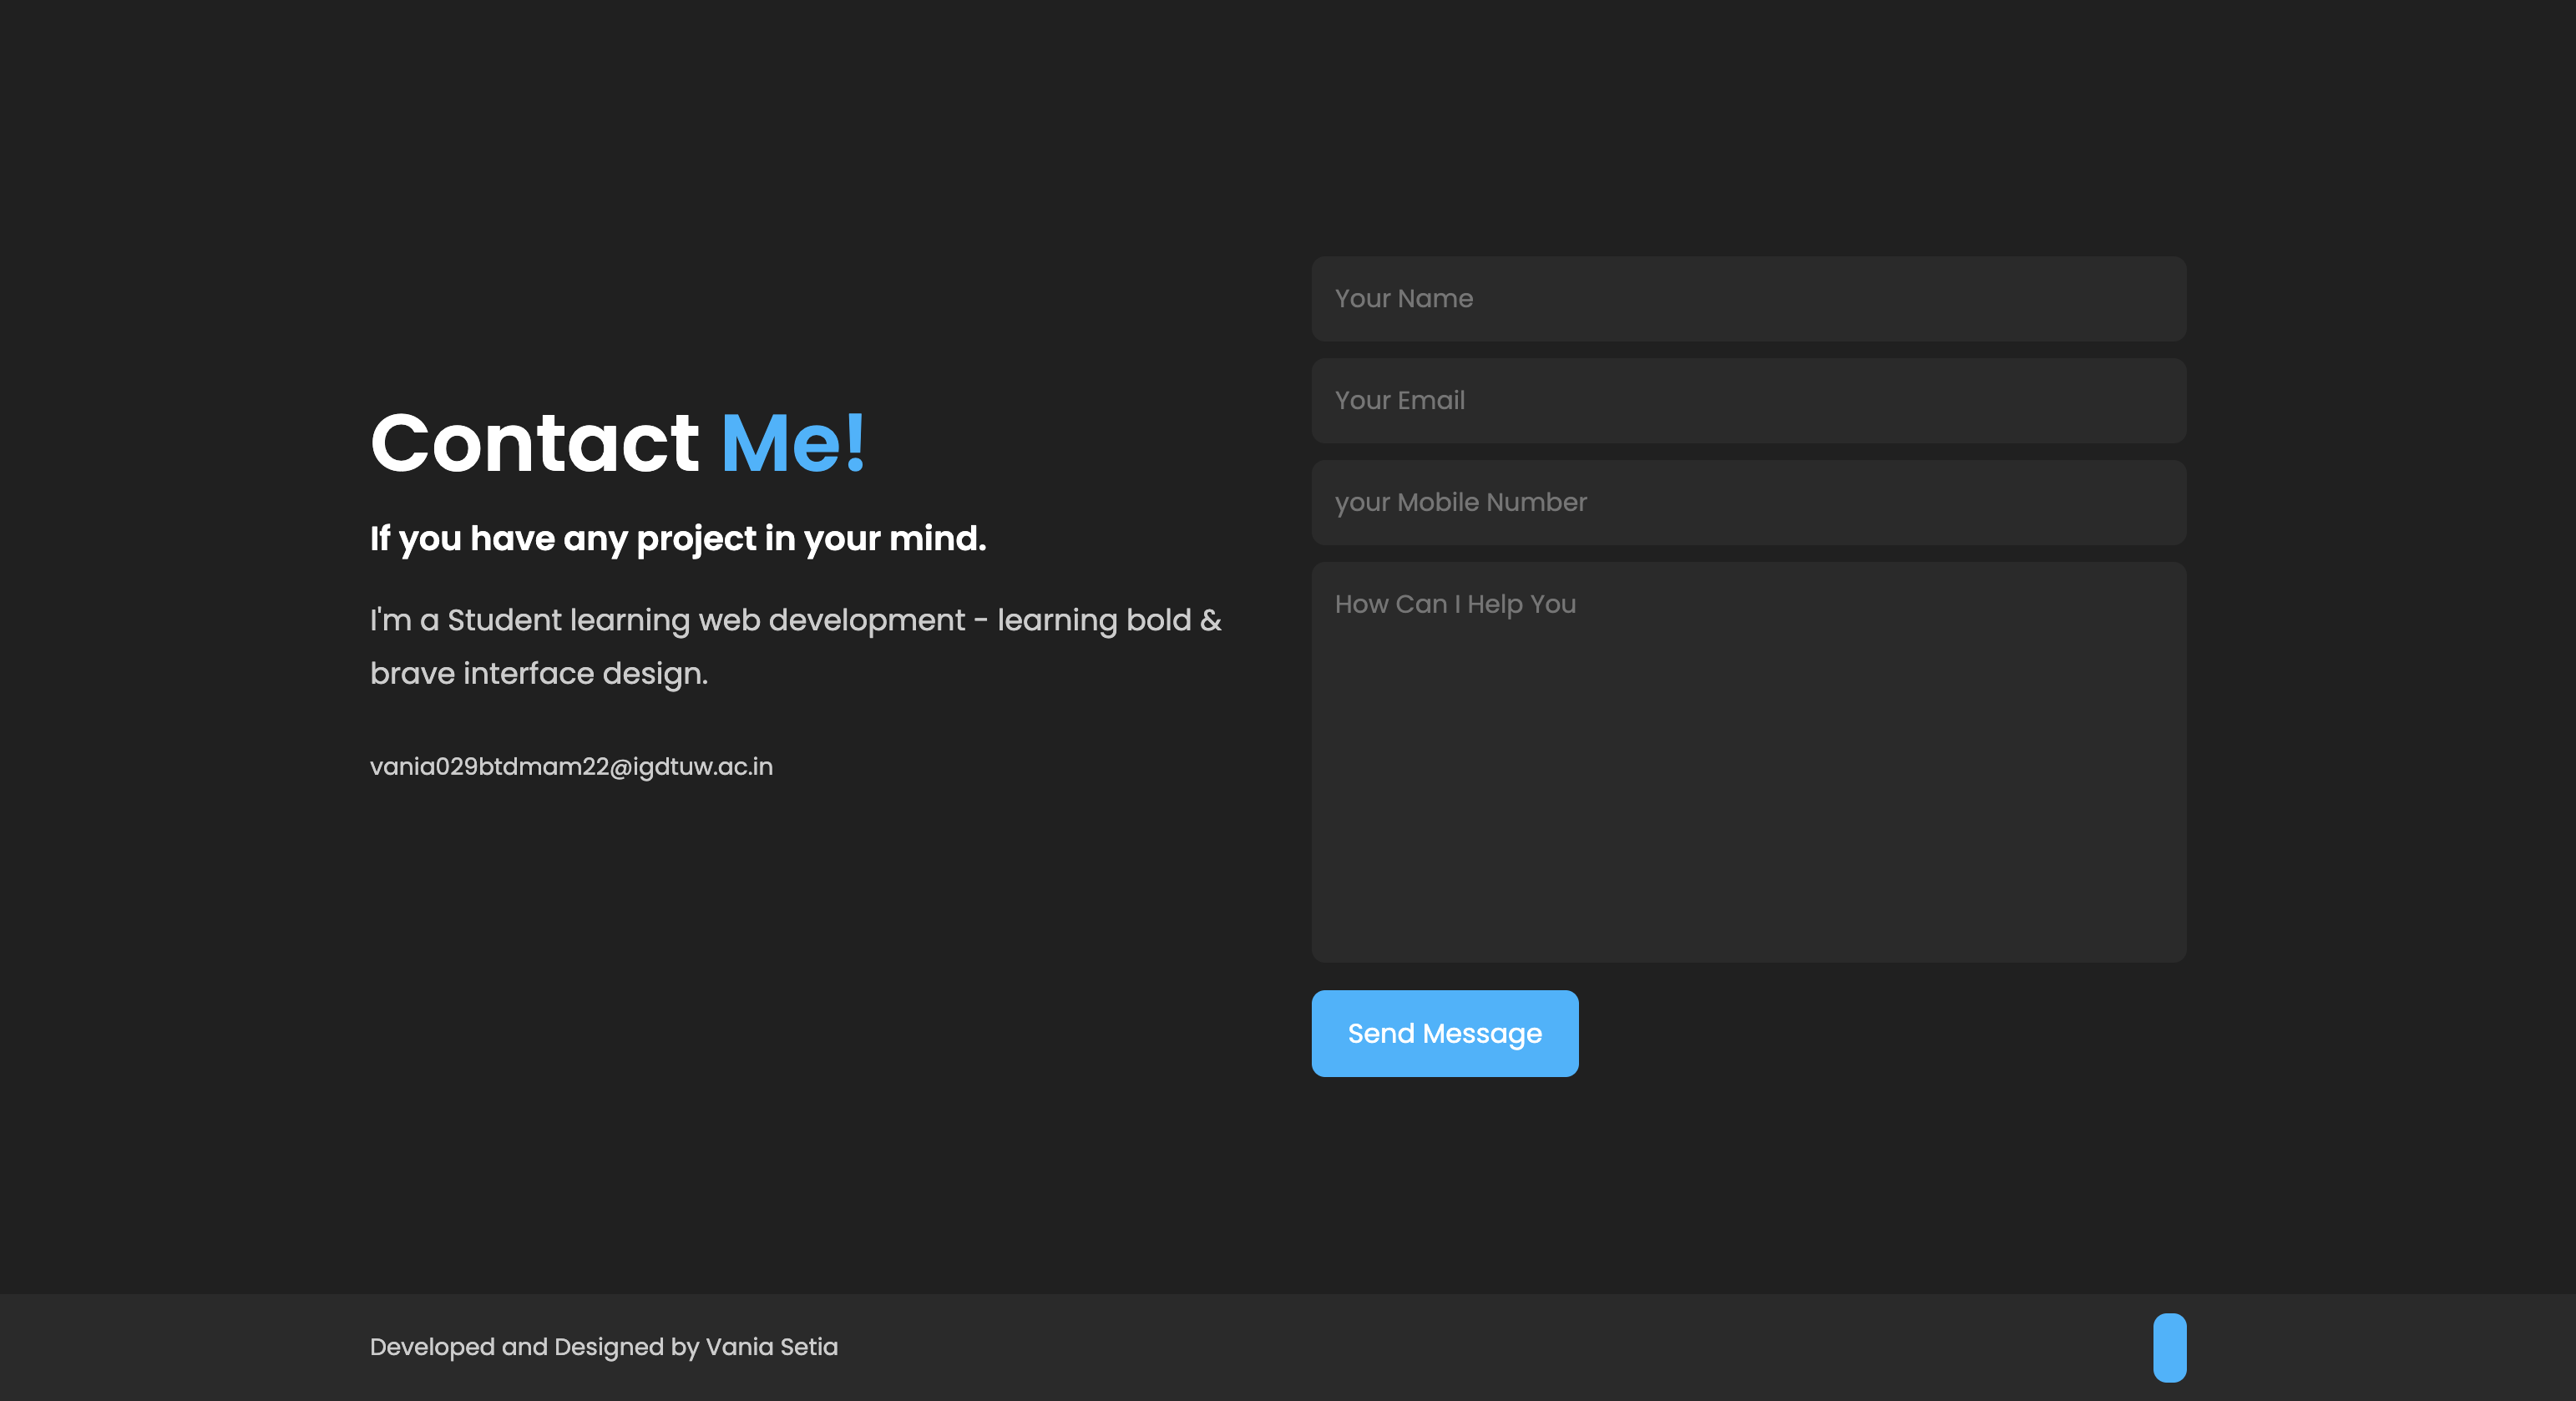 Contact Me!
If you have any project in your mind.
I'm a Student learning web development - learning bold &
brave interface design.
vania029btdmam22@igdtuw.ac.in
Your Name
Your Email
your Mobile Number
How Can I Help You
Send Message
Developed and Designed by Vania Setia